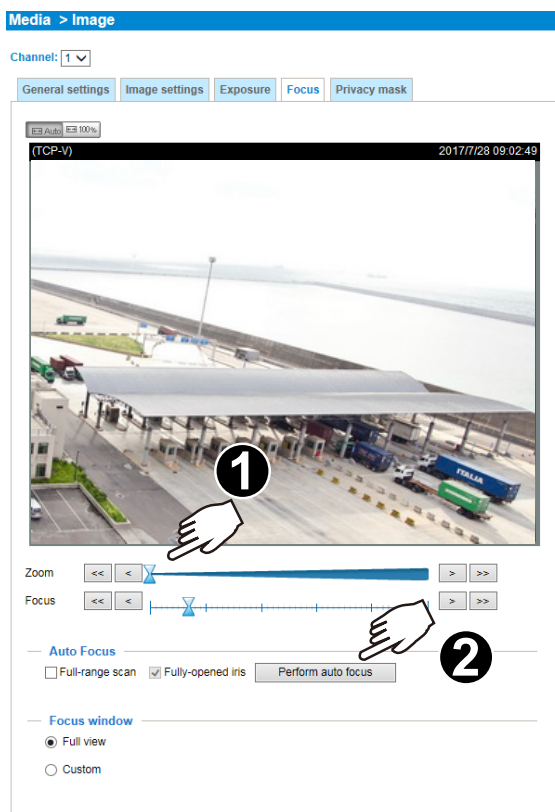 Media > Image
Channel: 1
General settings Image settings Exposure Focus Privacy mask
Auto 100%
(TCP-V) 2017/7/28 09:02:49
ITALIA
1
Zoom << < > >>
Focus << < > >>
2
Auto Focus
Full-range scan Fully-opened iris Perform auto focus
Focus window
Full view
Custom